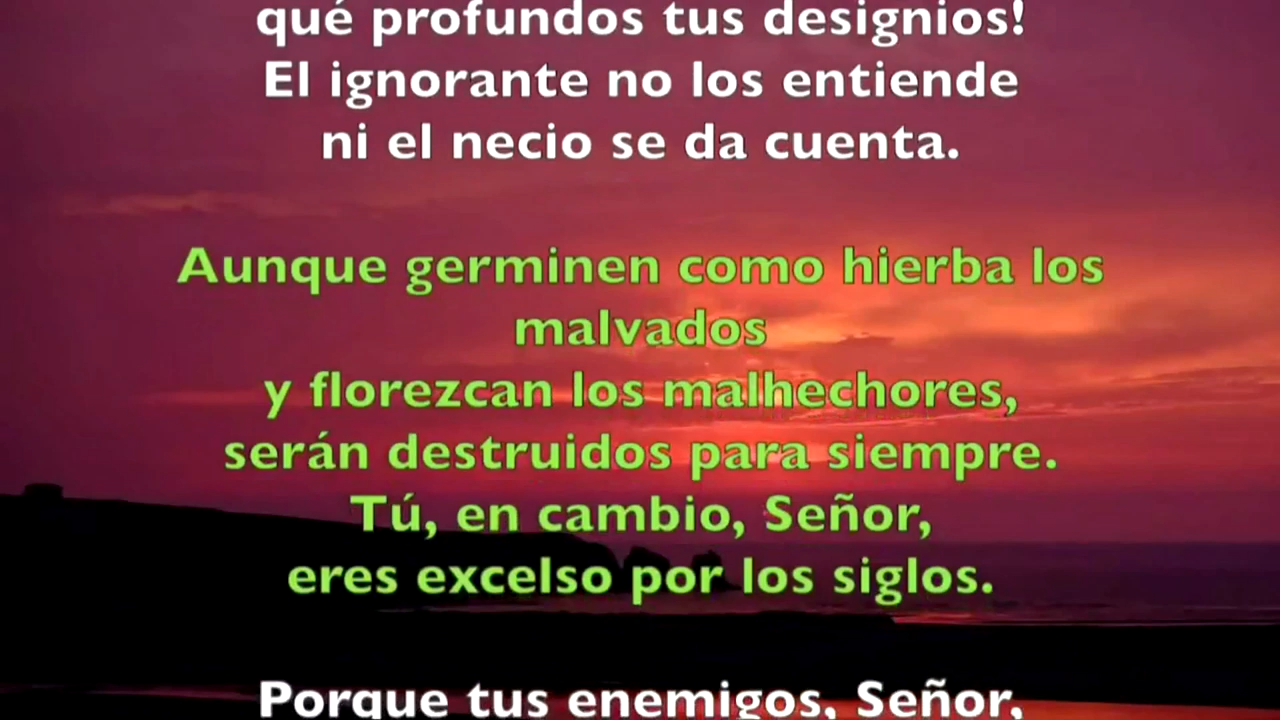 qué profundos tus designios!
El ignorante no los entiende
ni el necio se da cuenta.
Aunque germinen como hierba los
malvados
y florezcan los malhechores,
serán destruidos para siempre.
Tú, en cambio, Señor,
eres excelso por los siglos.
Porque tus enemigos, Señor,